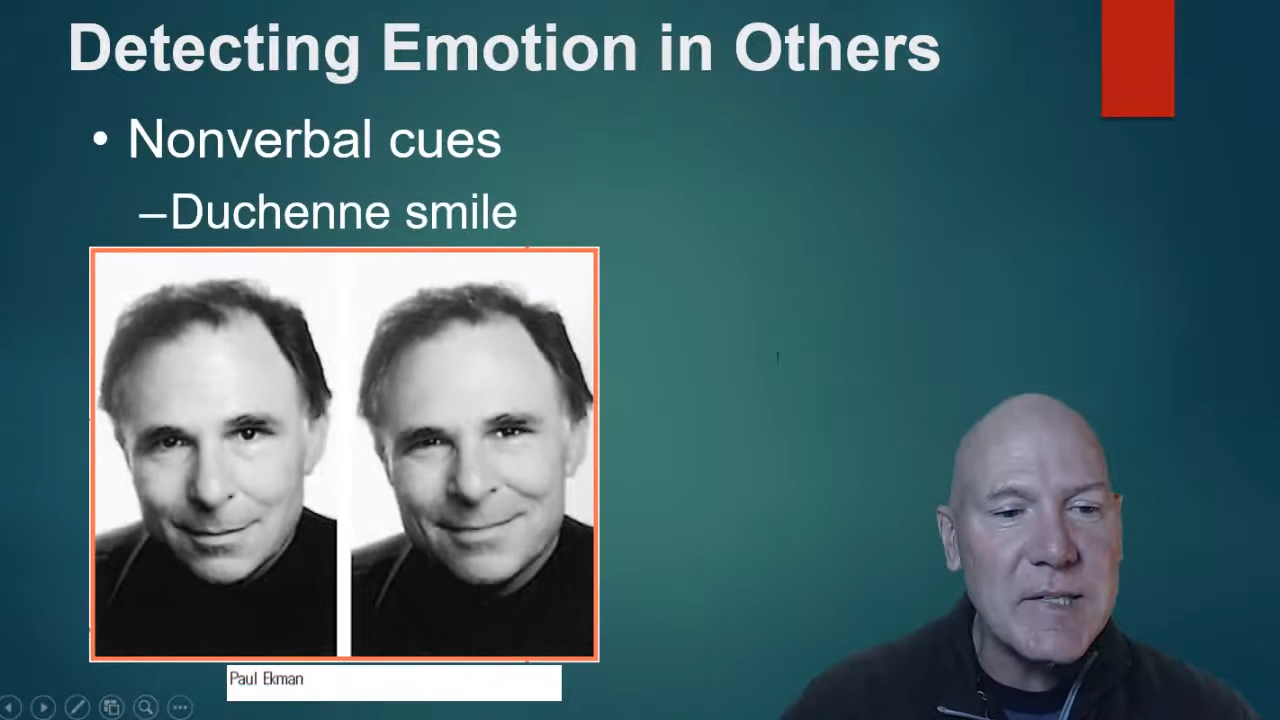 Detecting Emotion in Others
• Nonverbal cues
–Duchenne smile
Paul Ekman